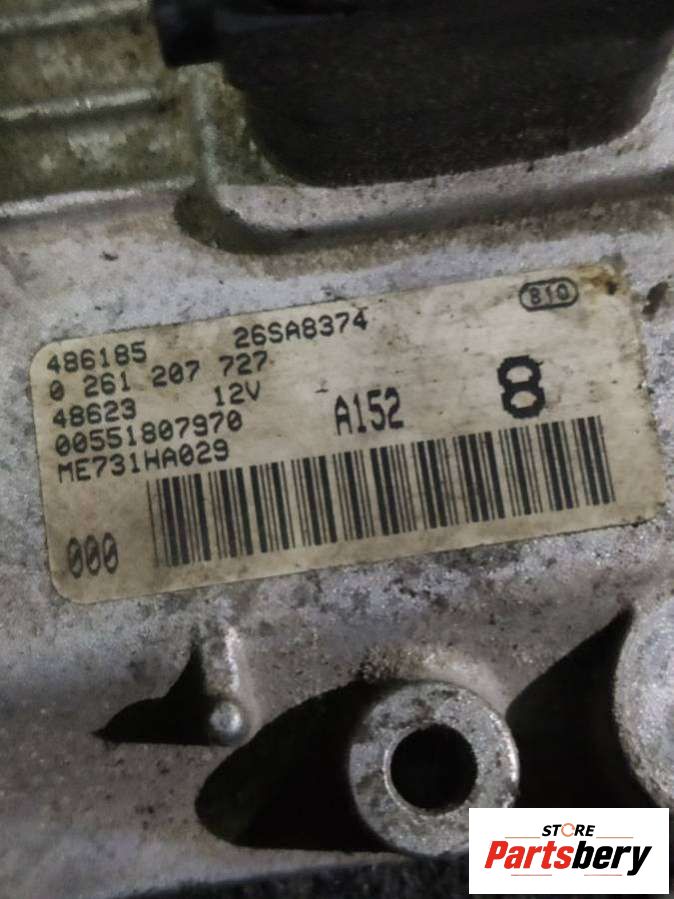 810
486185 26SA8374
0 261 207 727
48623 12V
00551807970 A152 8
ME731HA029
000
STORE
Partsbery